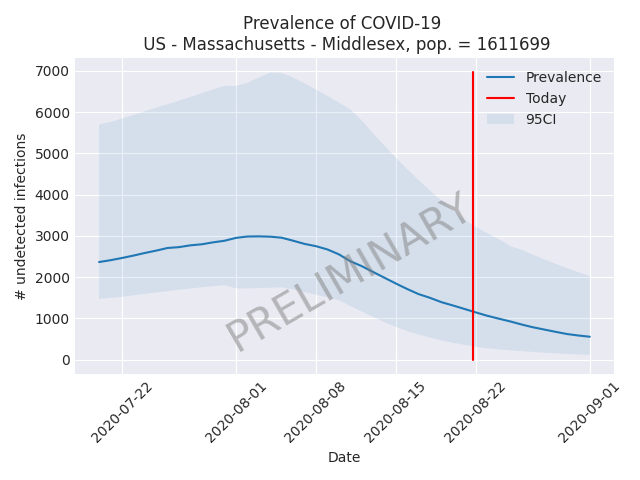 Prevalence of COVID-19
US - Massachusetts - Middlesex, pop. = 1611699
7000
6000
5000
4000
3000
2000
1000
0
# undetected infections
Prevalence
Today
95CI
PRELIMINARY
2020-07-22
2020-08-01
2020-08-08
2020-08-15
2020-08-22
2020-09-01
Date